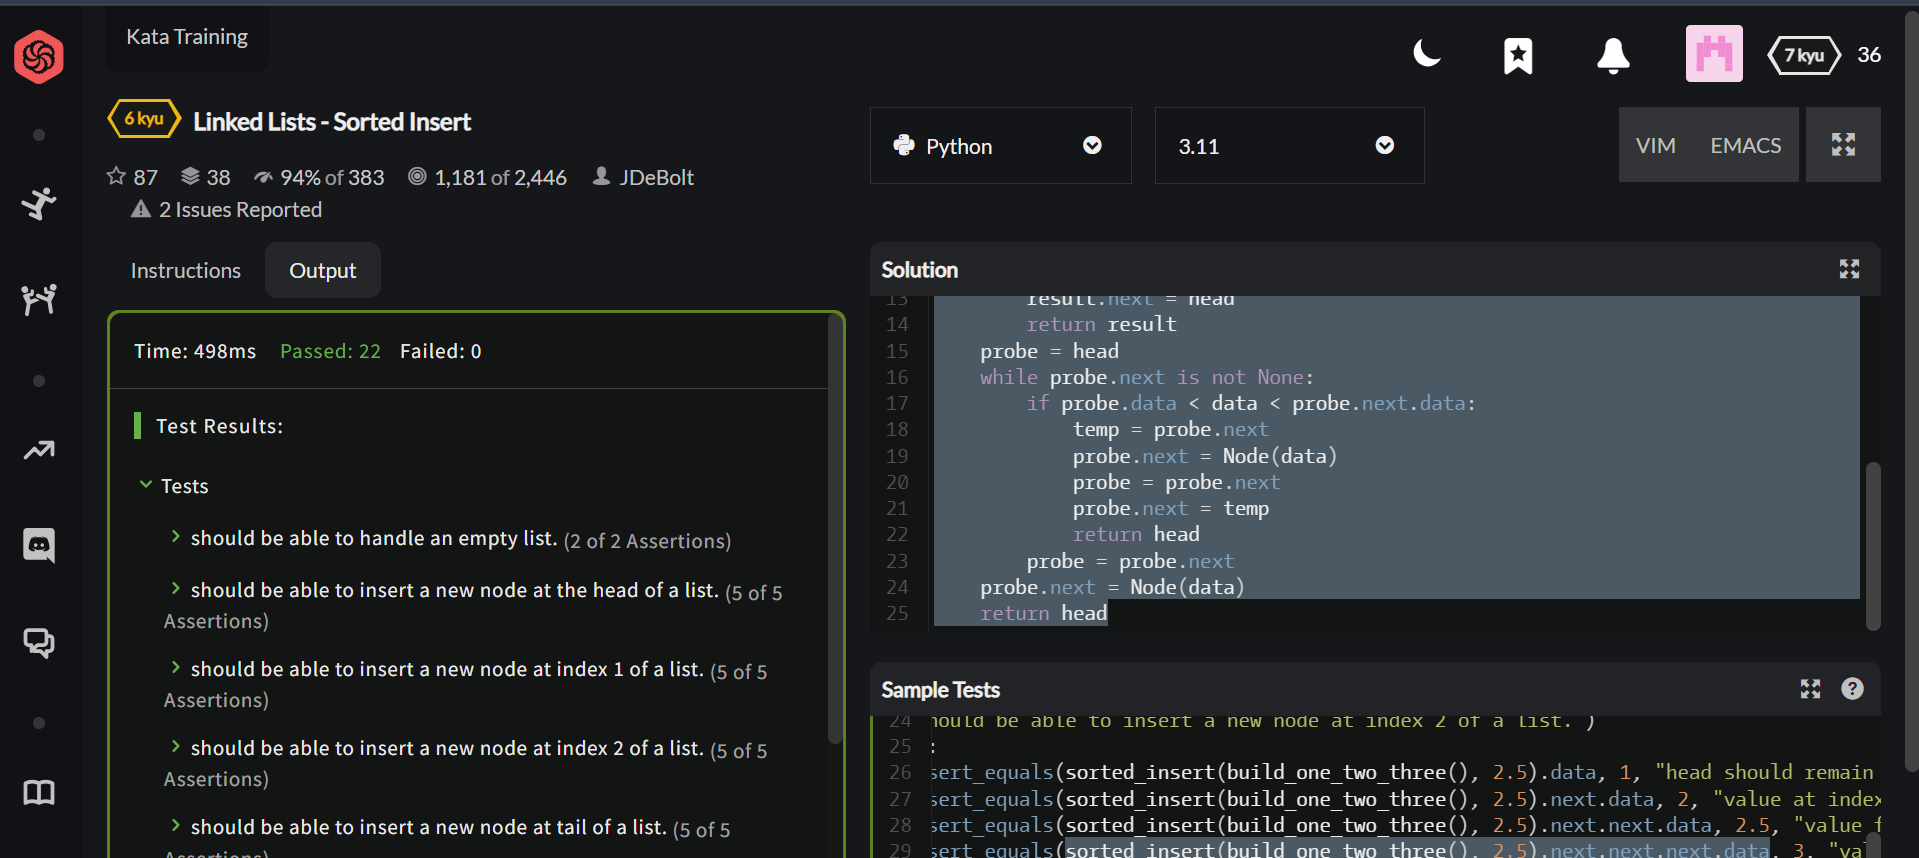 Kata Training
7 kyu 36
6 kyu Linked Lists - Sorted Insert
87 38 94% of 383 1,181 of 2,446 JDeBolt
2 Issues Reported
Python
3.11
VIM EMACS
Instructions Output
Time: 498ms Passed: 22 Failed: 0
Test Results:
Tests
should be able to handle an empty list. (2 of 2 Assertions)
should be able to insert a new node at the head of a list. (5 of 5
Assertions)
should be able to insert a new node at index 1 of a list. (5 of 5
Assertions)
should be able to insert a new node at index 2 of a list. (5 of 5
Assertions)
should be able to insert a new node at tail of a list. (5 of 5
Assertions)
Solution
13 result.next = head
14 return result
15 probe = head
16 while probe.next is not None:
17 if probe.data < data < probe.next.data:
18 temp = probe.next
19 probe.next = Node(data)
20 probe = probe.next
21 probe.next = temp
22 return head
23 probe = probe.next
24 probe.next = Node(data)
25 return head
Sample Tests
24 hould be able to insert a new node at index 2 of a list.")
25 :
26 sert_equals(sorted_insert(build_one_two_three(), 2.5).data, 1, "head should remain
27 sert_equals(sorted_insert(build_one_two_three(), 2.5).next.data, 2, "value at index
28 sert_equals(sorted_insert(build_one_two_three(), 2.5).next.next.data, 2.5, "value f
29 sert_equals(sorted_insert(build_one_two_three(), 2.5).next.next.next.data, 3, "val